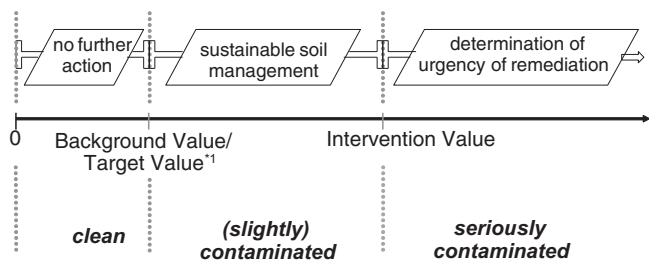 no further
action
sustainable soil
management
determination of
urgency of remediation
0
Background Value/
Target Value*1
Intervention Value
clean
(slightly)
contaminated
seriously
contaminated